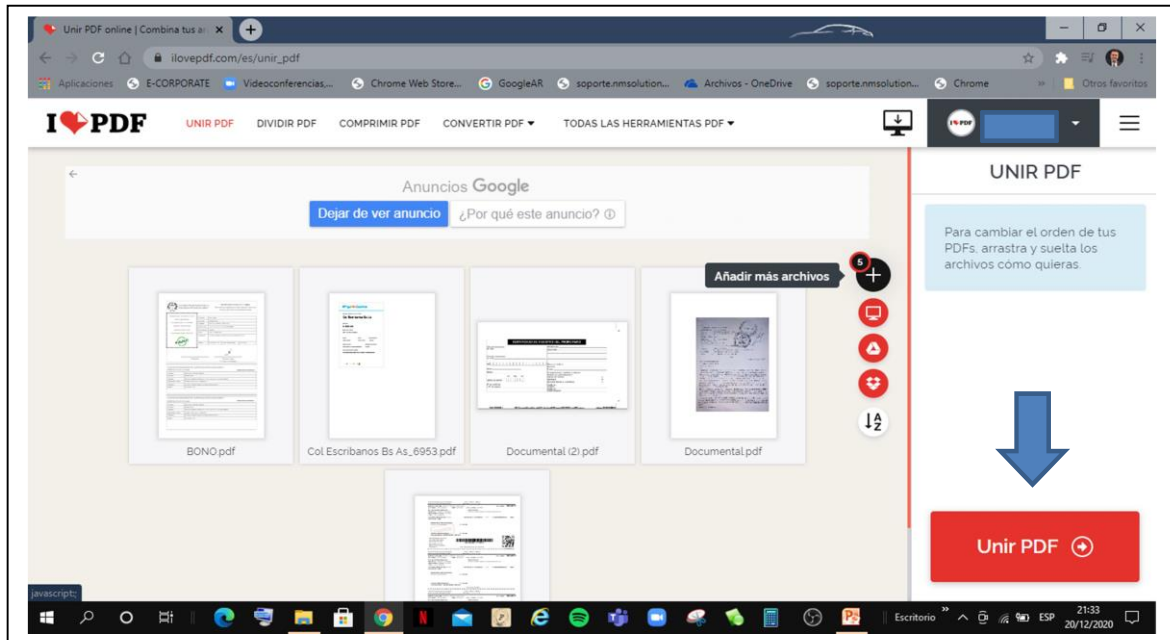 Unir PDF online | Combina tus ar
ilovepdf.com/es/unir_pdf
Aplicaciones E-CORPORATE Videoconferencias,... Chrome Web Store... GoogleAR soporte.nmsolution... Archivos - OneDrive soporte.nmsolution... Chrome » Otros favoritos
I PDF UNIR PDF DIVIDIR PDF COMPRIMIR PDF CONVERTIR PDF TODAS LAS HERRAMIENTAS PDF
UNIR PDF
Anuncios Google
Dejar de ver anuncio ¿Por qué este anuncio?
Para cambiar el orden de tus
PDFs, arrastra y suelta los
archivos cómo quieras.
5
Añadir más archivos
BONO.pdf Col Escribanos Bs As_6953.pdf Documental (2).pdf Documental.pdf
Unir PDF
javascript:;
Escritorio » ESP 21:33
20/12/2020